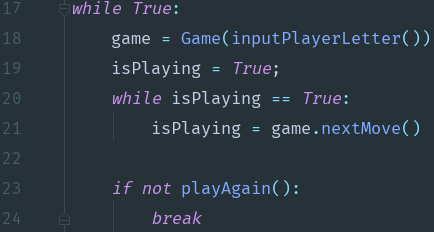 17 while True:
18     game = Game(inputPlayerLetter())
19     isPlaying = True;
20     while isPlaying == True:
21         isPlaying = game.nextMove()
22
23     if not playAgain():
24         break